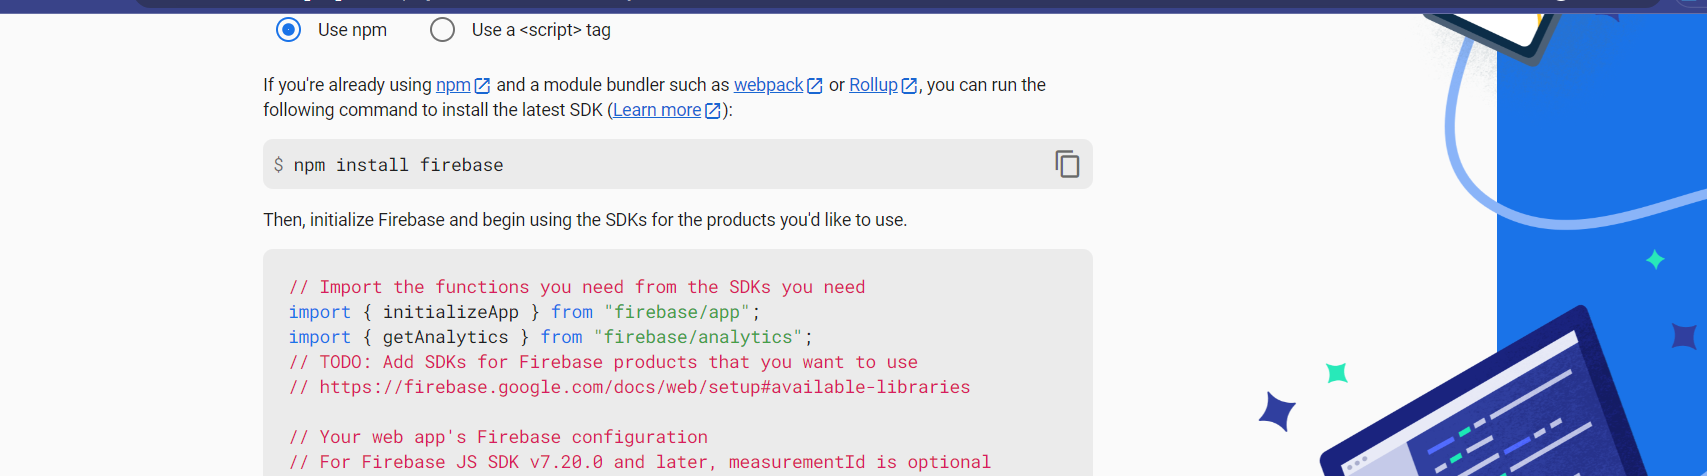 Use npm Use a <script> tag
If you're already using npm and a module bundler such as webpack or Rollup, you can run the
following command to install the latest SDK (Learn more):
$ npm install firebase
Then, initialize Firebase and begin using the SDKs for the products you'd like to use.
// Import the functions you need from the SDKs you need
import { initializeApp } from "firebase/app";
import { getAnalytics } from "firebase/analytics";
// TODO: Add SDKs for Firebase products that you want to use
// https://firebase.google.com/docs/web/setup#available-libraries
// Your web app's Firebase configuration
// For Firebase JS SDK v7.20.0 and later, measurementId is optional